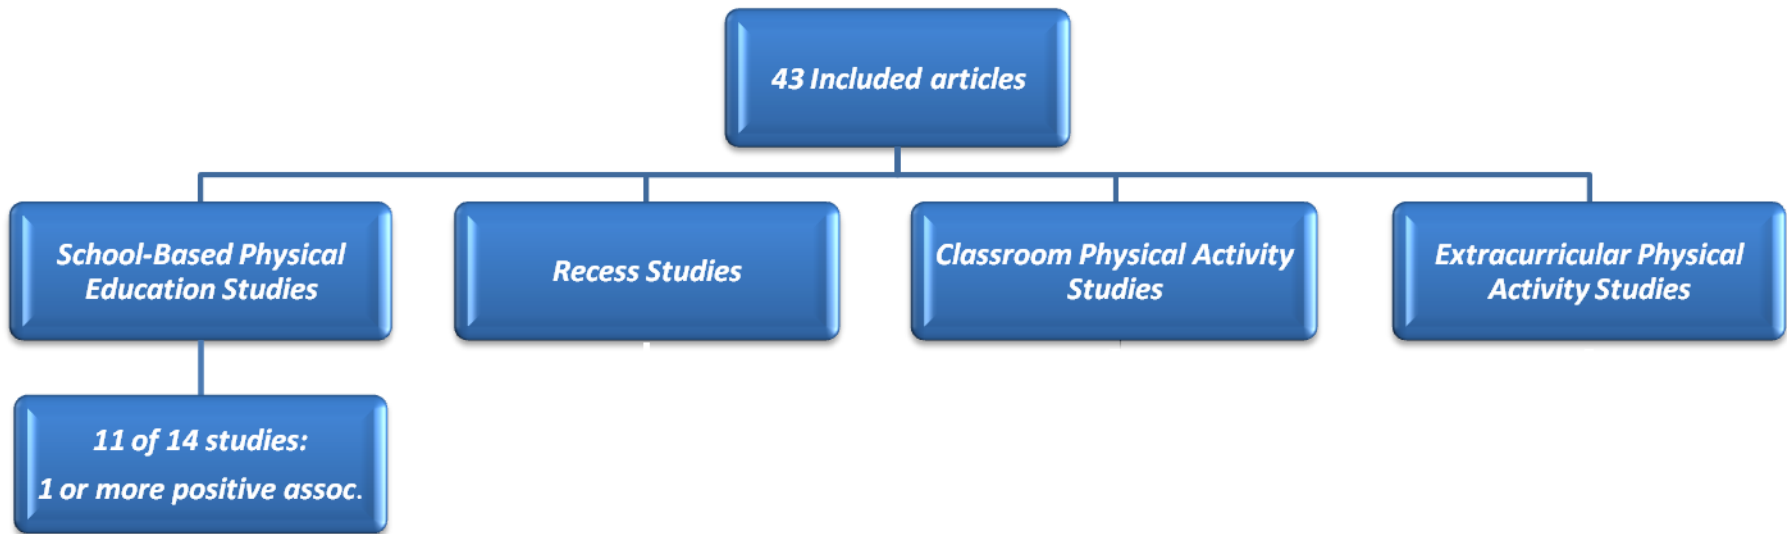 43 Included articles
School-Based Physical
Education Studies
Recess Studies
Classroom Physical Activity
Studies
Extracurricular Physical
Activity Studies
11 of 14 studies:
1 or more positive assoc.